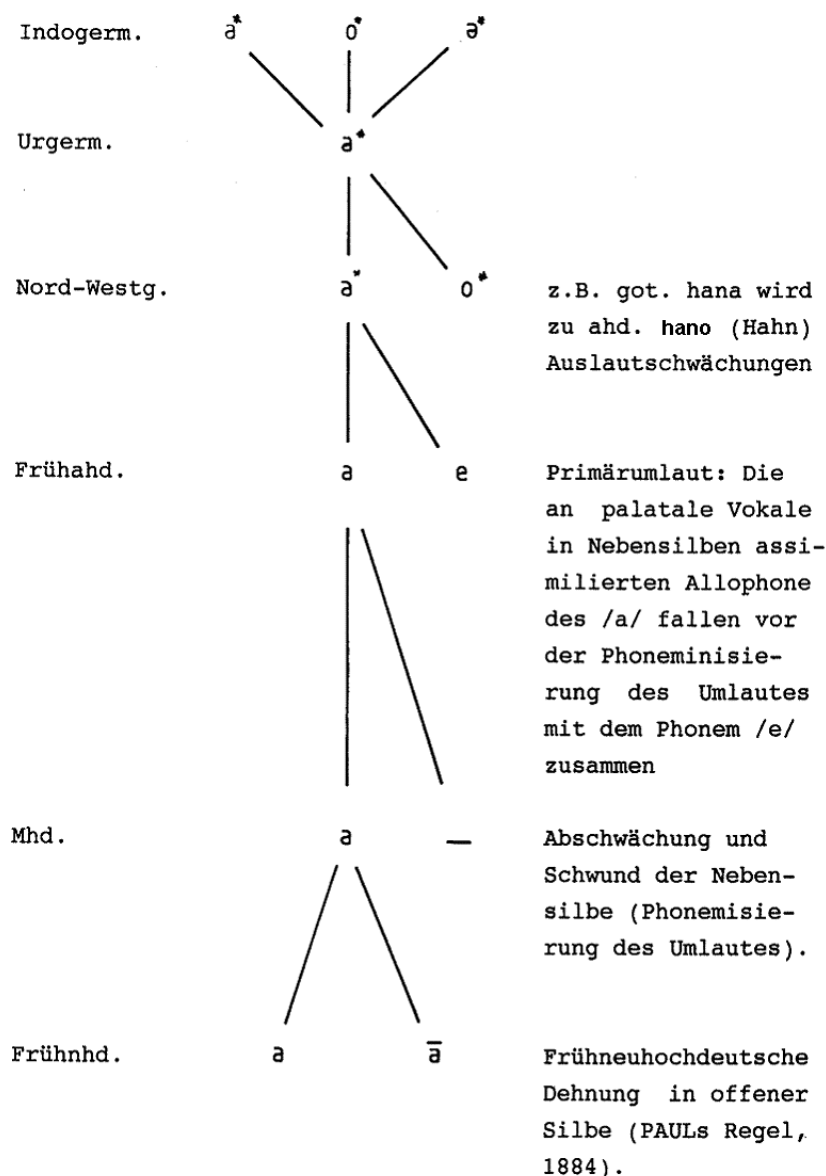 Indogerm. a* o* ə*
Urgerm. a*
Nord-Westg. a* o* z.B. got. hana wird
zu ahd. hano (Hahn)
Auslautschwächungen
Frühahd. a e Primärumlaut: Die
an palatale Vokale
in Nebensilben assi-
milierten Allophone
des /a/ fallen vor
der Phoneminisie-
rung des Umlautes
mit dem Phonem /e/
zusammen
Mhd. a — Abschwächung und
Schwund der Neben-
silbe (Phonemisie-
rung des Umlautes).
Frühnhd. a ā Frühneuhochdeutsche
Dehnung in offener
Silbe (PAULs Regel,
1884).